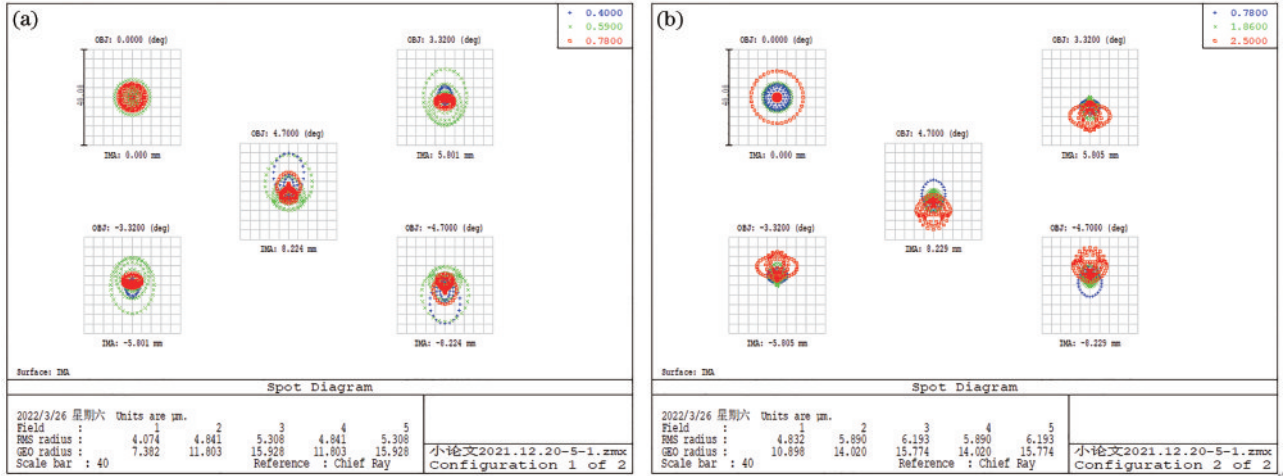 (a)
0.4000
0.5900
0.7800
OBJ: 0.0000 (deg)
OBJ: 3.3200 (deg)
40.00
IMA: 0.000 mm
OBJ: 4.7000 (deg)
IMA: 5.801 mm
OBJ: -3.3200 (deg)
IMA: 8.224 mm
OBJ: -4.7000 (deg)
IMA: -5.801 mm
IMA: -8.224 mm
Surface: IMA
Spot Diagram
2022/3/26 星期六 Units are µm.
Field : 1 2 3 4 5
RMS radius : 4.074 4.841 5.308 4.841 5.308
GEO radius : 7.382 11.803 15.928 11.803 15.928
Scale bar : 40 Reference : Chief Ray
小论文2021.12.20-5-1.zmx
Configuration 1 of 2
(b)
0.7800
1.8600
2.5000
OBJ: 0.0000 (deg)
OBJ: 3.3200 (deg)
40.00
IMA: 0.000 mm
OBJ: 4.7000 (deg)
IMA: 5.805 mm
OBJ: -3.3200 (deg)
IMA: 8.229 mm
OBJ: -4.7000 (deg)
IMA: -5.805 mm
IMA: -8.229 mm
Surface: IMA
Spot Diagram
2022/3/26 星期六 Units are µm.
Field : 1 2 3 4 5
RMS radius : 4.832 5.890 6.193 5.890 6.193
GEO radius : 10.898 14.020 15.774 14.020 15.774
Scale bar : 40 Reference : Chief Ray
小论文2021.12.20-5-1.zmx
Configuration 2 of 2